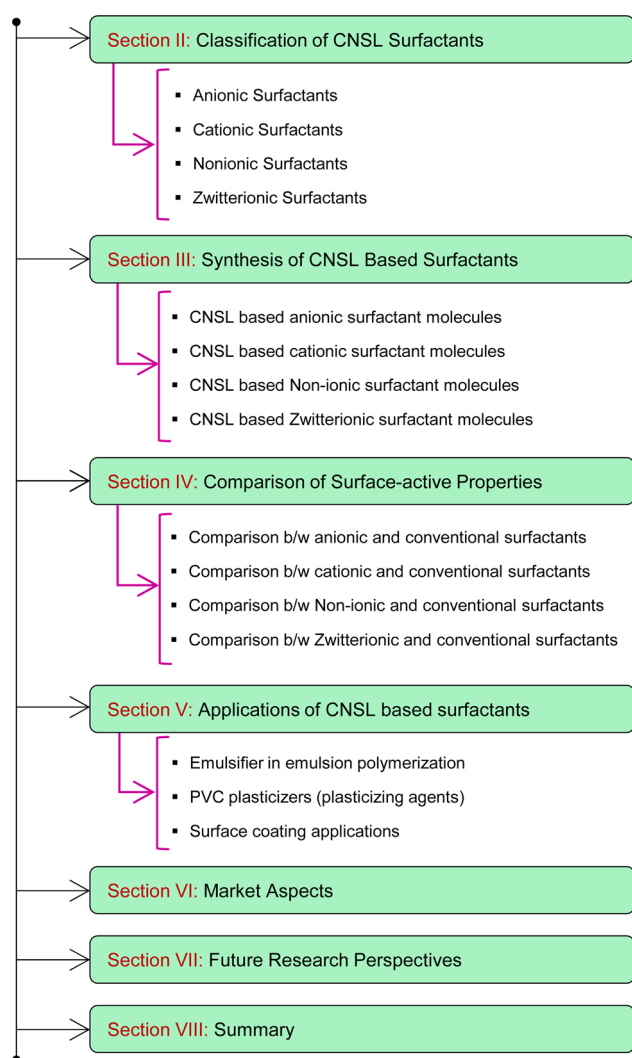 Section II: Classification of CNSL Surfactants
▪ Anionic Surfactants
▪ Cationic Surfactants
▪ Nonionic Surfactants
▪ Zwitterionic Surfactants
Section III: Synthesis of CNSL Based Surfactants
▪ CNSL based anionic surfactant molecules
▪ CNSL based cationic surfactant molecules
▪ CNSL based Non-ionic surfactant molecules
▪ CNSL based Zwitterionic surfactant molecules
Section IV: Comparison of Surface-active Properties
▪ Comparison b/w anionic and conventional surfactants
▪ Comparison b/w cationic and conventional surfactants
▪ Comparison b/w Non-ionic and conventional surfactants
▪ Comparison b/w Zwitterionic and conventional surfactants
Section V: Applications of CNSL based surfactants
▪ Emulsifier in emulsion polymerization
▪ PVC plasticizers (plasticizing agents)
▪ Surface coating applications
Section VI: Market Aspects
Section VII: Future Research Perspectives
Section VIII: Summary